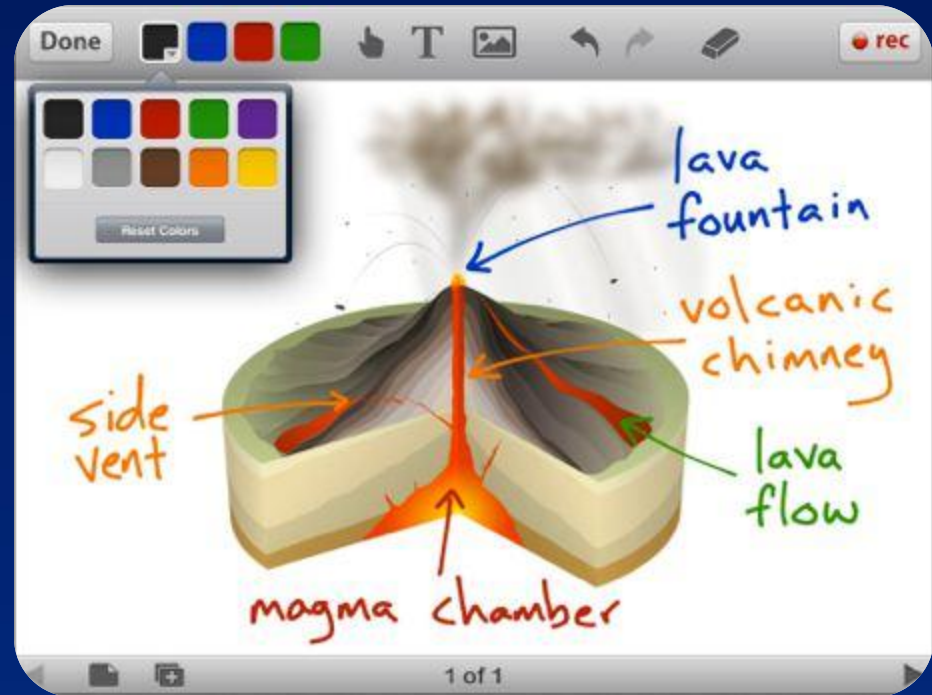 Done
T
rec
Reset Colors
lava
fountain
volcanic
chimney
side
vent
lava
flow
magma chamber
1 of 1